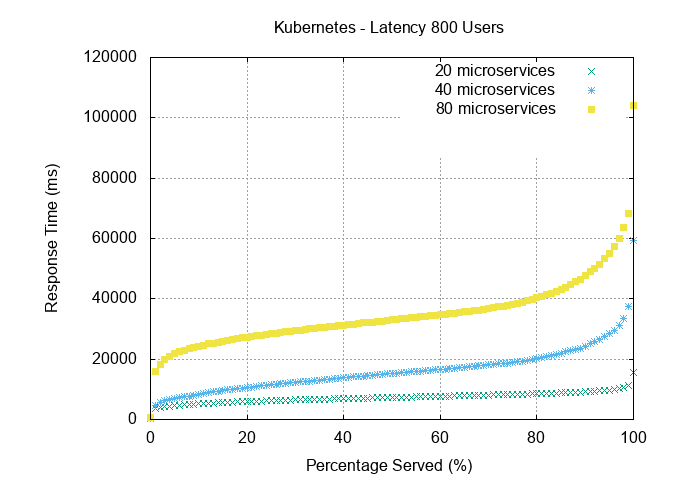 Kubernetes - Latency 800 Users
120000
100000
80000
60000
40000
20000
0
Response Time (ms)
20 microservices
40 microservices
80 microservices
0 20 40 60 80 100
Percentage Served (%)